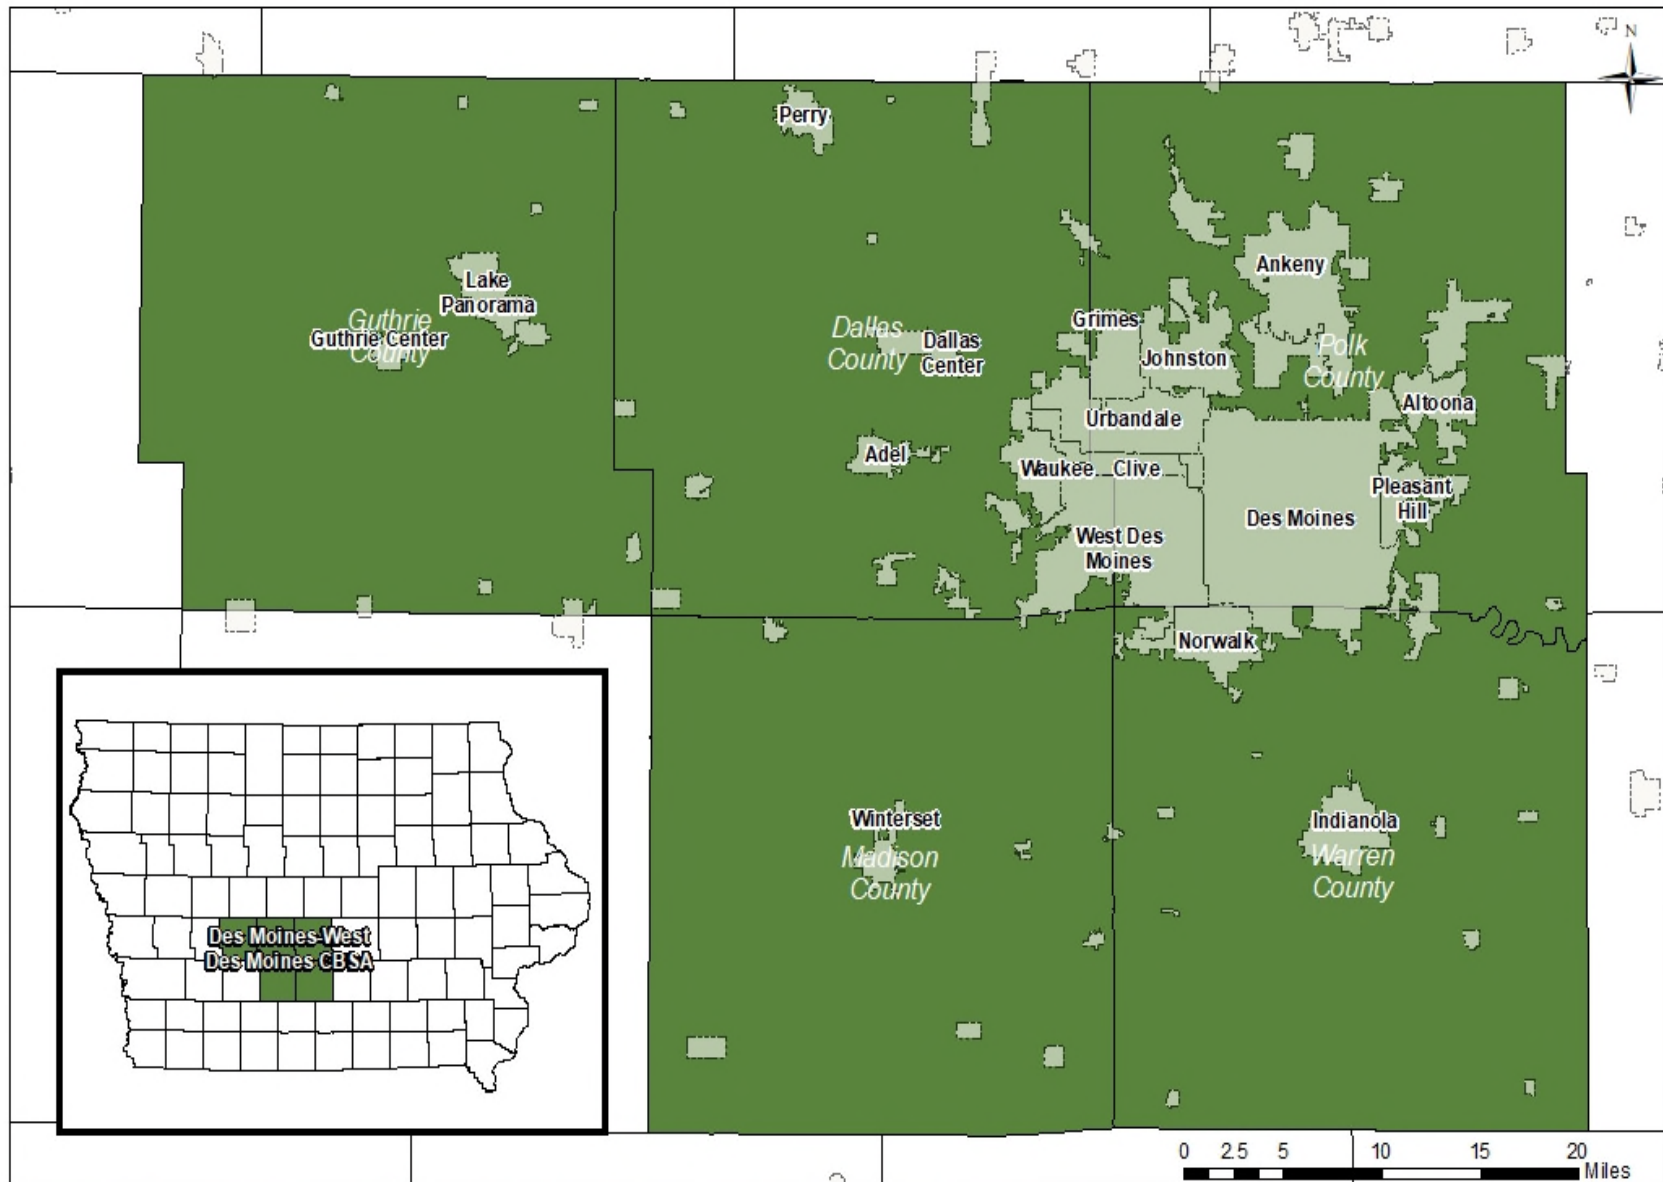 N
Perry
Ankeny
Lake
Panorama
Guthrie
County
Guthrie Center
Dallas
County
Dallas
Center
Grimes
Johnston
Polk
County
Altoona
Urbandale
Adel
Waukee
Clive
Pleasant
Hill
Des Moines
West Des
Moines
Norwalk
Winterset
Madison
County
Indianola
Warren
County
Des Moines-West
Des Moines CBSA
0 2.5 5 10 15 20
Miles